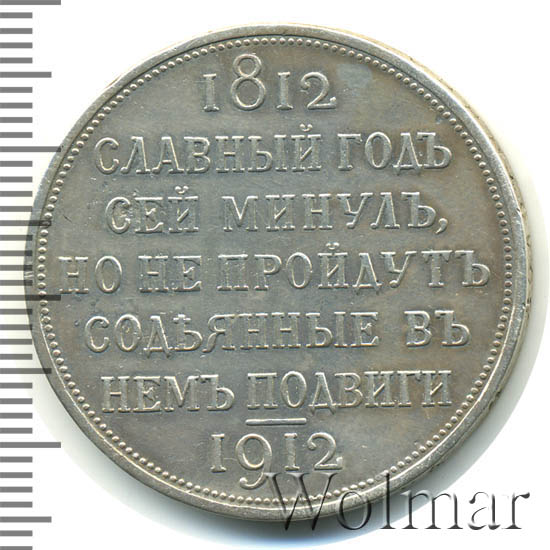 1812
СЛАВНЫЙ ГОДЪ
СЕЙ МИНУЛЪ,
НО НЕ ПРОЙДУТЪ
СОДѢЯННЫЕ ВЪ
НЕМЪ ПОДВИГИ
1912
Wolmar